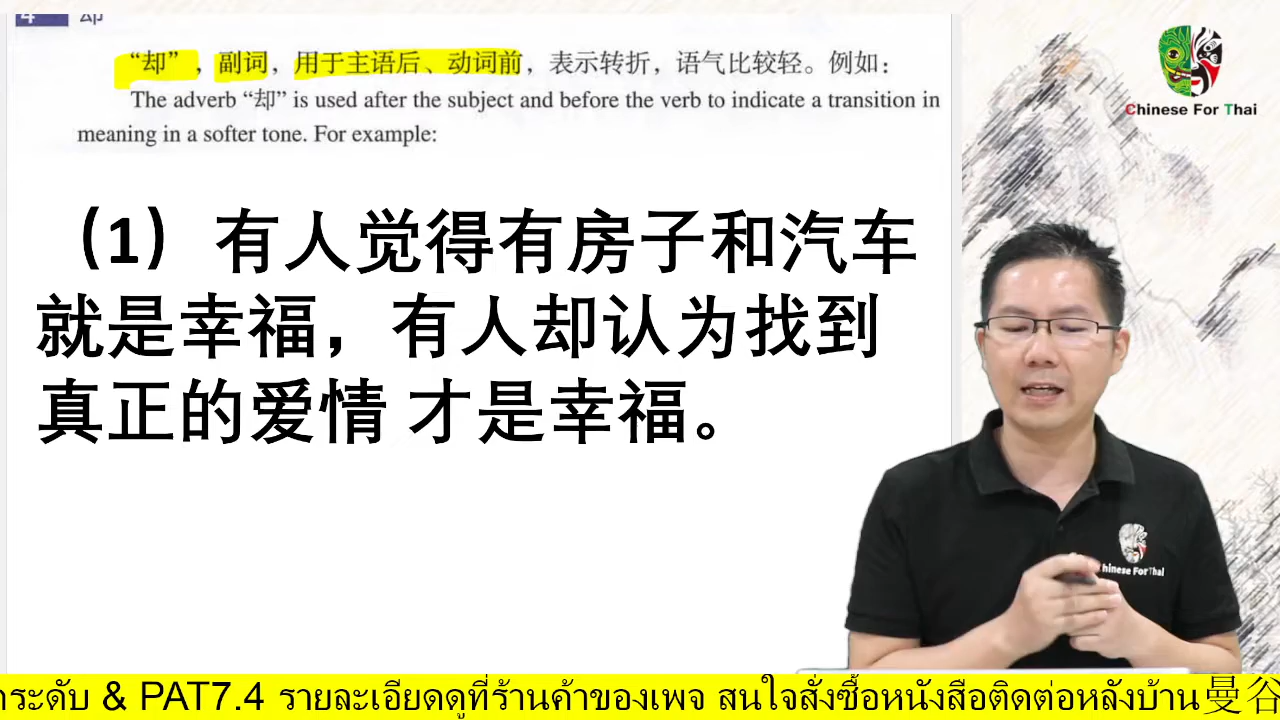 4 却
“却”，副词，用于主语后、动词前，表示转折，语气比较轻。例如：
The adverb “却” is used after the subject and before the verb to indicate a transition in
meaning in a softer tone. For example:
（1）有人觉得有房子和汽车
就是幸福，有人却认为找到
真正的爱情 才是幸福。
Chinese For Thai
Chinese For Thai
ระดับ & PAT7.4 รายละเอียดดูที่ร้านค้าของเพจ สนใจสั่งซื้อหนังสือติดต่อหลังบ้าน曼谷